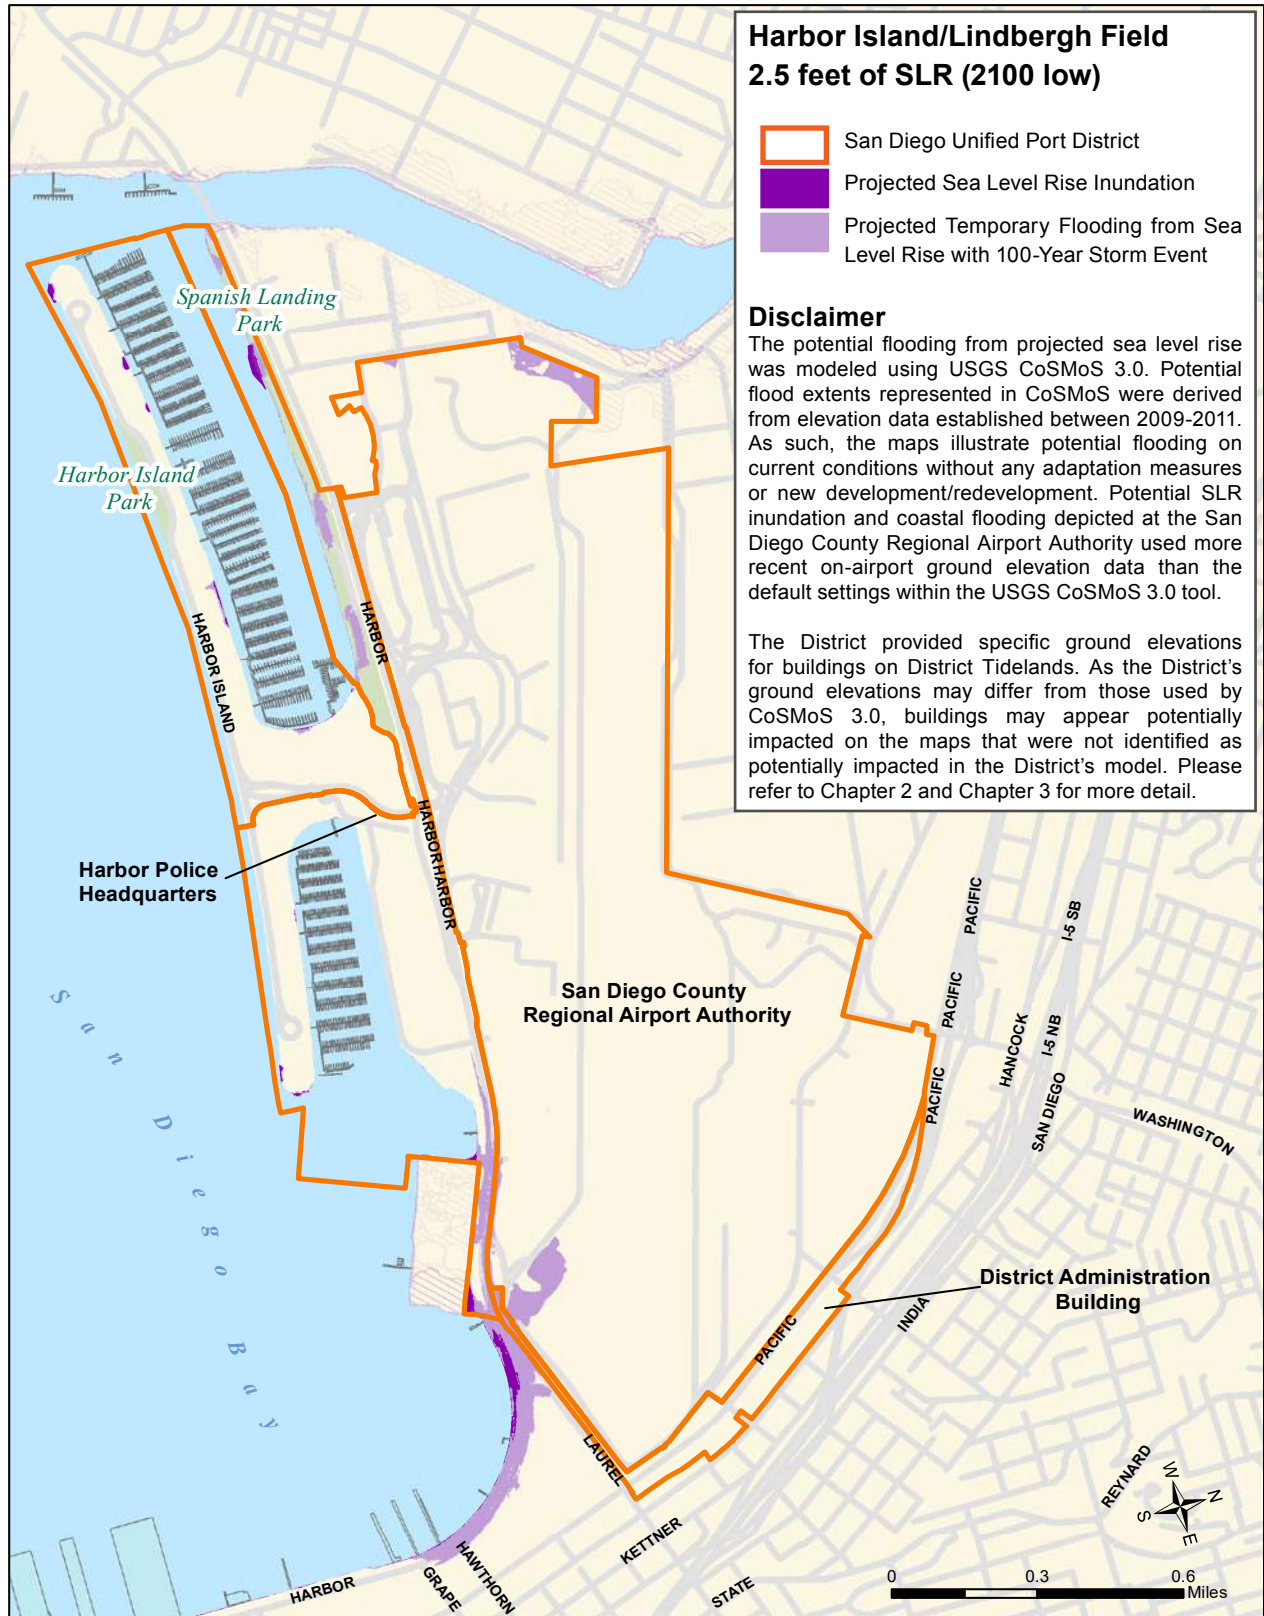 Harbor Island/Lindbergh Field
2.5 feet of SLR (2100 low)
San Diego Unified Port District
Projected Sea Level Rise Inundation
Projected Temporary Flooding from Sea
Level Rise with 100-Year Storm Event
Disclaimer
The potential flooding from projected sea level rise
was modeled using USGS CoSMoS 3.0. Potential
flood extents represented in CoSMoS were derived
from elevation data established between 2009-2011.
As such, the maps illustrate potential flooding on
current conditions without any adaptation measures
or new development/redevelopment. Potential SLR
inundation and coastal flooding depicted at the San
Diego County Regional Airport Authority used more
recent on-airport ground elevation data than the
default settings within the USGS CoSMoS 3.0 tool.
The District provided specific ground elevations
for buildings on District Tidelands. As the District's
ground elevations may differ from those used by
CoSMoS 3.0, buildings may appear potentially
impacted on the maps that were not identified as
potentially impacted in the District's model. Please
refer to Chapter 2 and Chapter 3 for more detail.
Spanish Landing
Park
Harbor Island
Park
HARBOR
HARBOR ISLAND
HARBOR
HARBOR
Harbor Police
Headquarters
San Diego County
Regional Airport Authority
PACIFIC
PACIFIC
PACIFIC
I-5 SB
I-5 NB
HANCOCK
SAN DIEGO
WASHINGTON
San Diego Bay
District Administration
Building
INDIA
PACIFIC
LAUREL
KETTNER
REYNARD
STATE
HAWTHORN
GRAPE
HARBOR
W
N
S
E
0 0.3 0.6
Miles